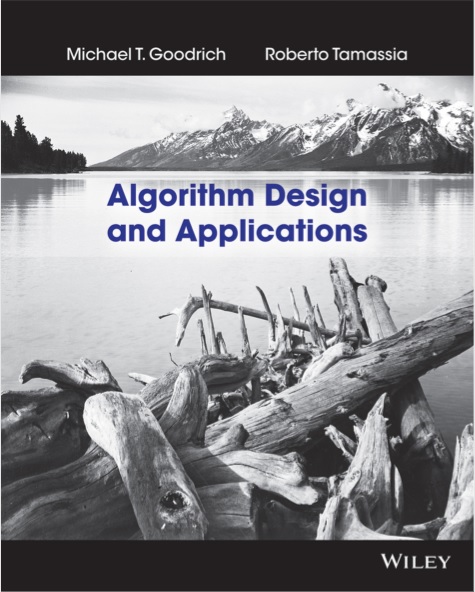 Michael T. Goodrich Roberto Tamassia
Algorithm Design
and Applications
WILEY